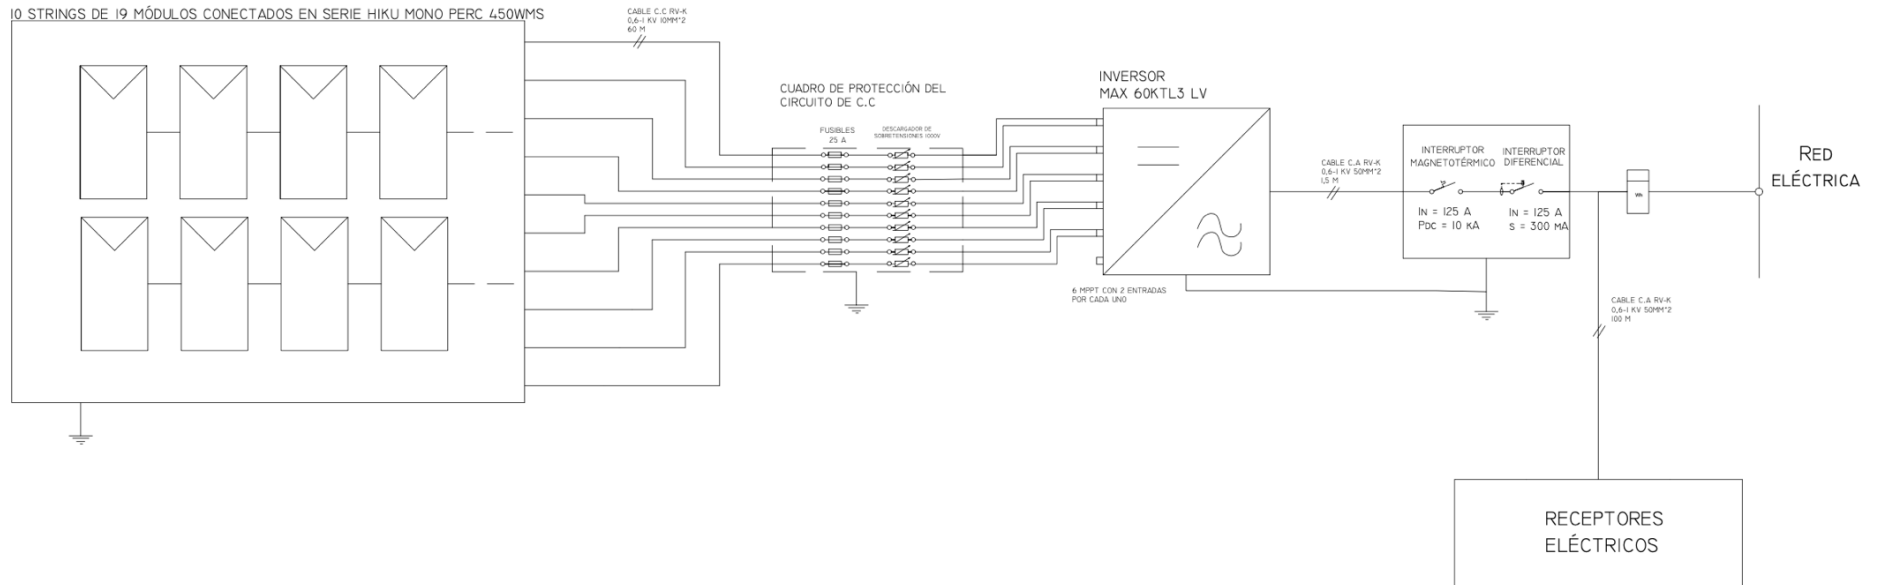 10 STRINGS DE 19 MÓDULOS CONECTADOS EN SERIE HIKU MONO PERC 450WMS
CABLE C.C RV-K
0,6-1 KV 10MM^2
60 M
CUADRO DE PROTECCIÓN DEL
CIRCUITO DE C.C
FUSIBLES
25 A
DESCARGADOR DE
SOBRETENSIONES 1000V
INVERSOR
MAX 60KTL3 LV
6 MPPT CON 2 ENTRADAS
POR CADA UNO
CABLE C.A RV-K
0,6-1 KV 50MM^2
1,5 M
INTERRUPTOR
MAGNETOTÉRMICO
IN = 125 A
PDC = 10 KA
INTERRUPTOR
DIFERENCIAL
IN = 125 A
S = 300 MA
RED
ELÉCTRICA
CABLE C.A RV-K
0,6-1 KV 50MM^2
100 M
RECEPTORES
ELÉCTRICOS